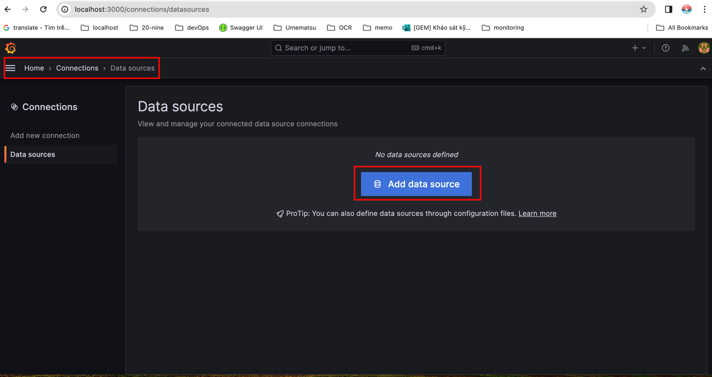 localhost:3000/connections/datasources
translate - Tìm trê...
localhost
20-nine
devOps
Swagger UI
Umematsu
OCR
memo
[GEM] Khảo sát kỹ...
monitoring
All Bookmarks
Search or jump to...
cmd+k
Home › Connections › Data sources
Connections
Add new connection
Data sources
Data sources
View and manage your connected data source connections
No data sources defined
Add data source
ProTip: You can also define data sources through configuration files. Learn more